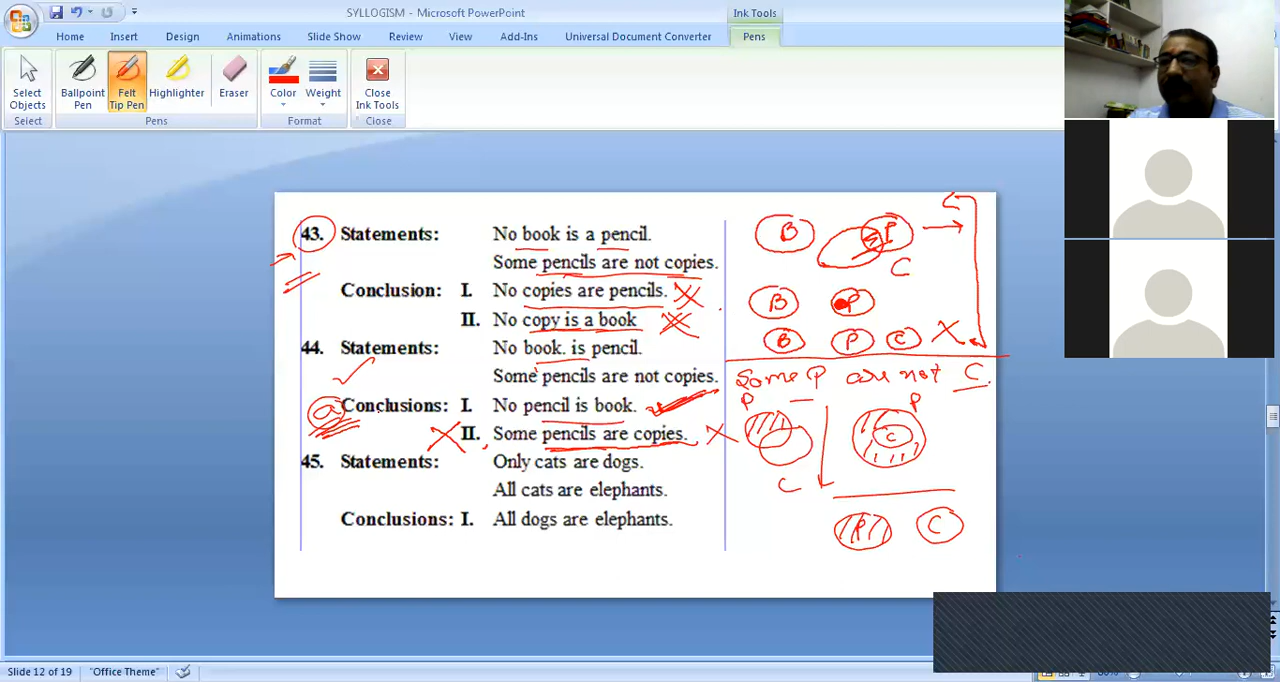 SYLLOGISM - Microsoft PowerPoint
Ink Tools
Home Insert Design Animations Slide Show Review View Add-Ins Universal Document Converter Pens
Select Objects
Ballpoint Pen
Felt Tip Pen
Highlighter
Eraser
Color
Weight
Close Ink Tools
Select Pens Format Close
43. Statements: No book is a pencil.
Some pencils are not copies.
Conclusion: I. No copies are pencils.
II. No copy is a book
44. Statements: No book. is pencil.
Some pencils are not copies.
Conclusions: I. No pencil is book.
II. Some pencils are copies.
45. Statements: Only cats are dogs.
All cats are elephants.
Conclusions: I. All dogs are elephants.
a
B P
C
B P
B P C
Some P are not C.
P P
C
C
P C
Slide 12 of 19 "Office Theme"